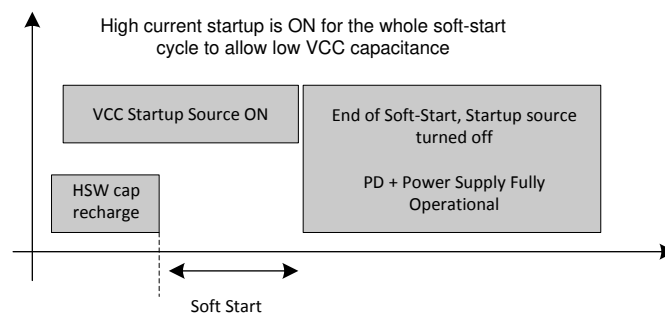 High current startup is ON for the whole soft-start
cycle to allow low VCC capacitance
VCC Startup Source ON
End of Soft-Start, Startup source
turned off
PD + Power Supply Fully
Operational
HSW cap
recharge
Soft Start